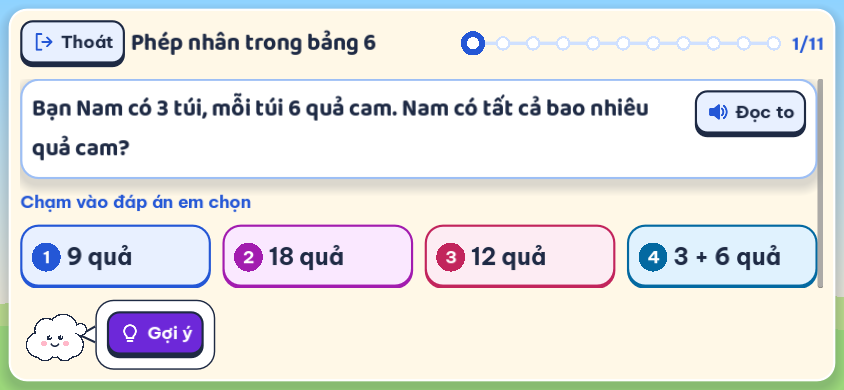 Thoát Phép nhân trong bảng 6 1/11
Bạn Nam có 3 túi, mỗi túi 6 quả cam. Nam có tất cả bao nhiêu
quả cam?
Đọc to
Chạm vào đáp án em chọn
1 9 quả
2 18 quả
3 12 quả
4 3 + 6 quả
Gợi ý